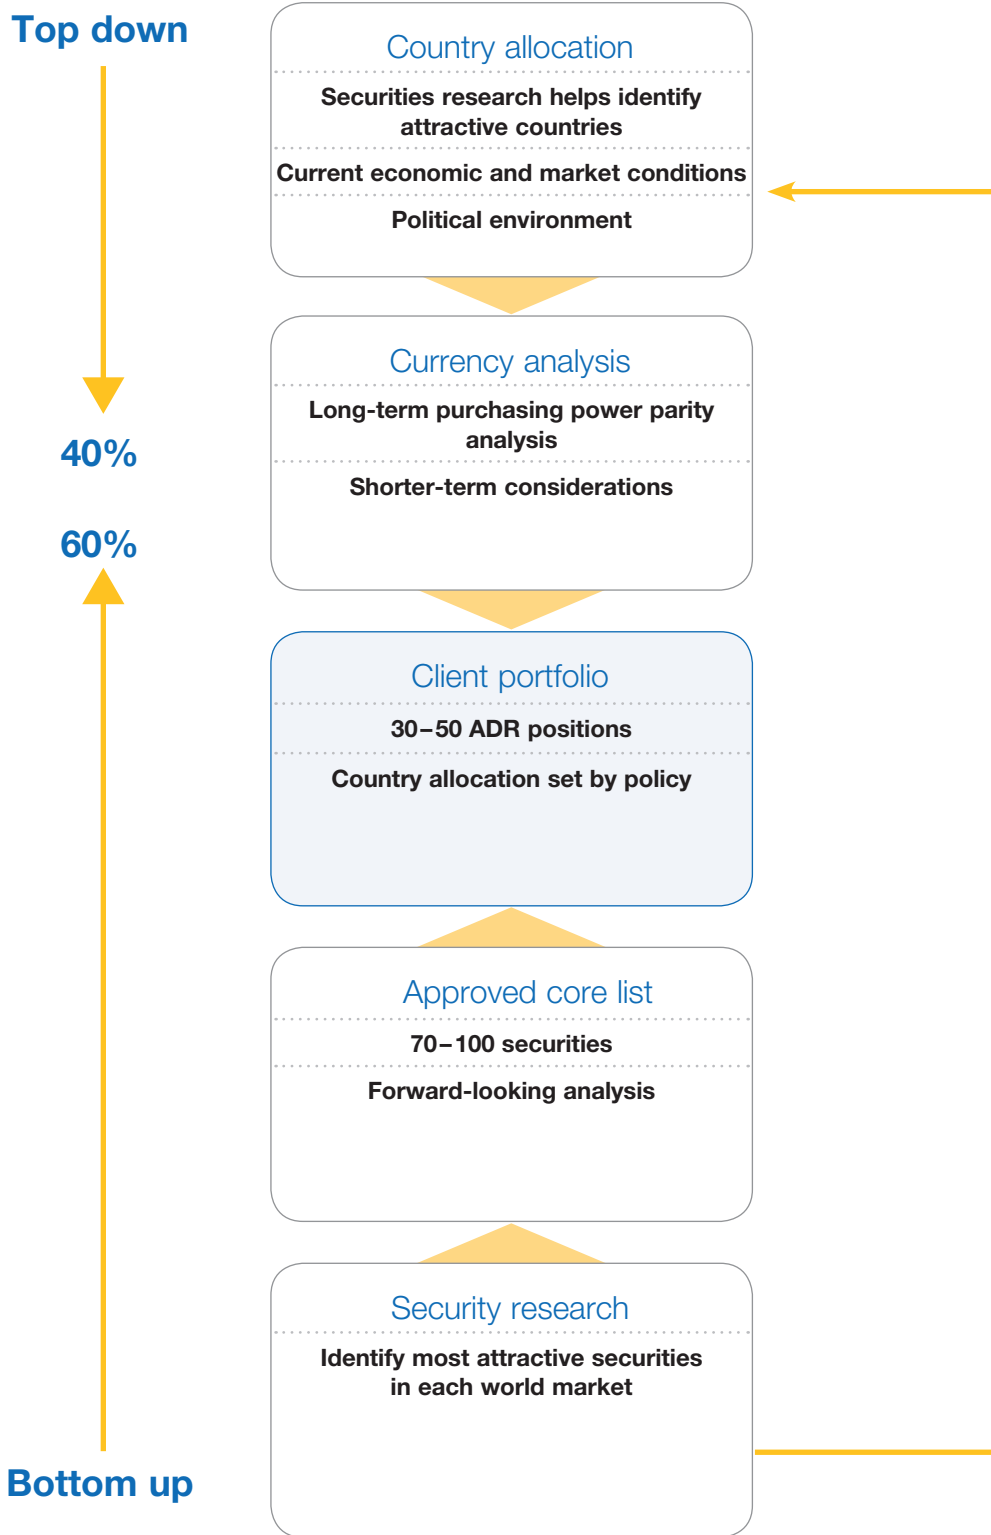 Top down
Country allocation
Securities research helps identify
attractive countries
Current economic and market conditions
Political environment
Currency analysis
Long-term purchasing power parity
analysis
Shorter-term considerations
40%
60%
Client portfolio
30–50 ADR positions
Country allocation set by policy
Approved core list
70–100 securities
Forward-looking analysis
Security research
Identify most attractive securities
in each world market
Bottom up